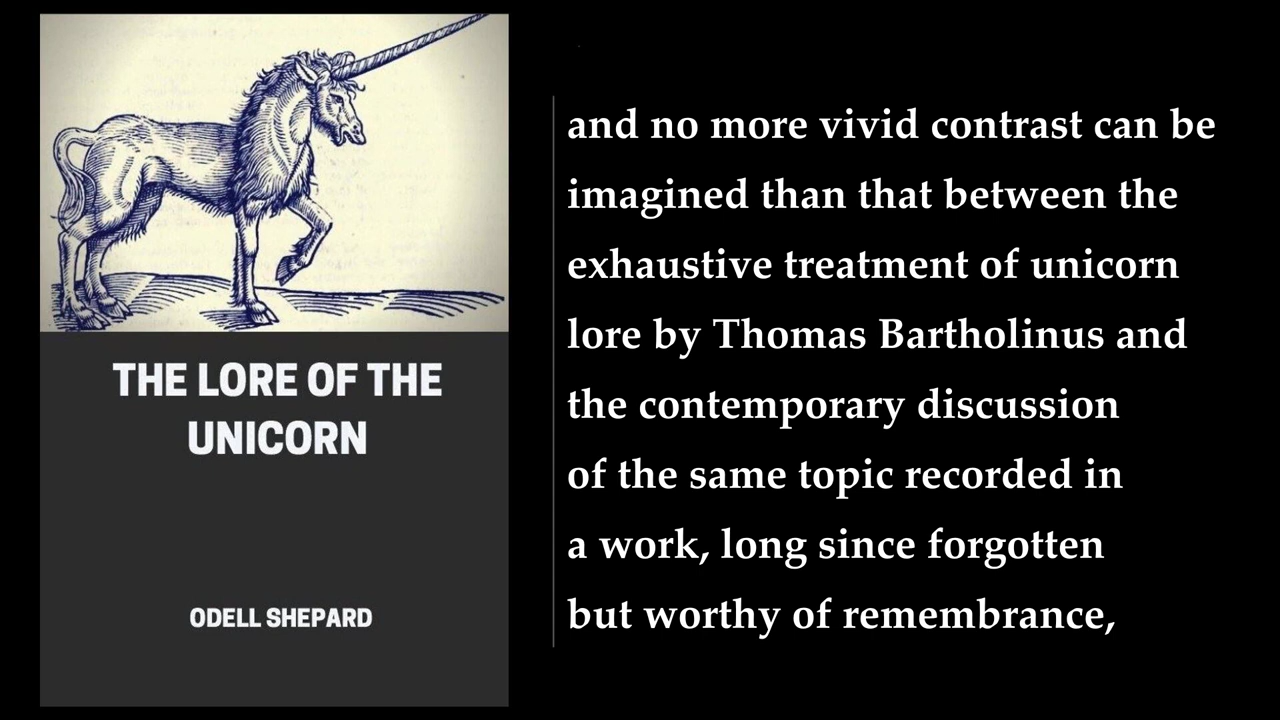 THE LORE OF THE
UNICORN
ODELL SHEPARD
and no more vivid contrast can be
imagined than that between the
exhaustive treatment of unicorn
lore by Thomas Bartholinus and
the contemporary discussion
of the same topic recorded in
a work, long since forgotten
but worthy of remembrance,